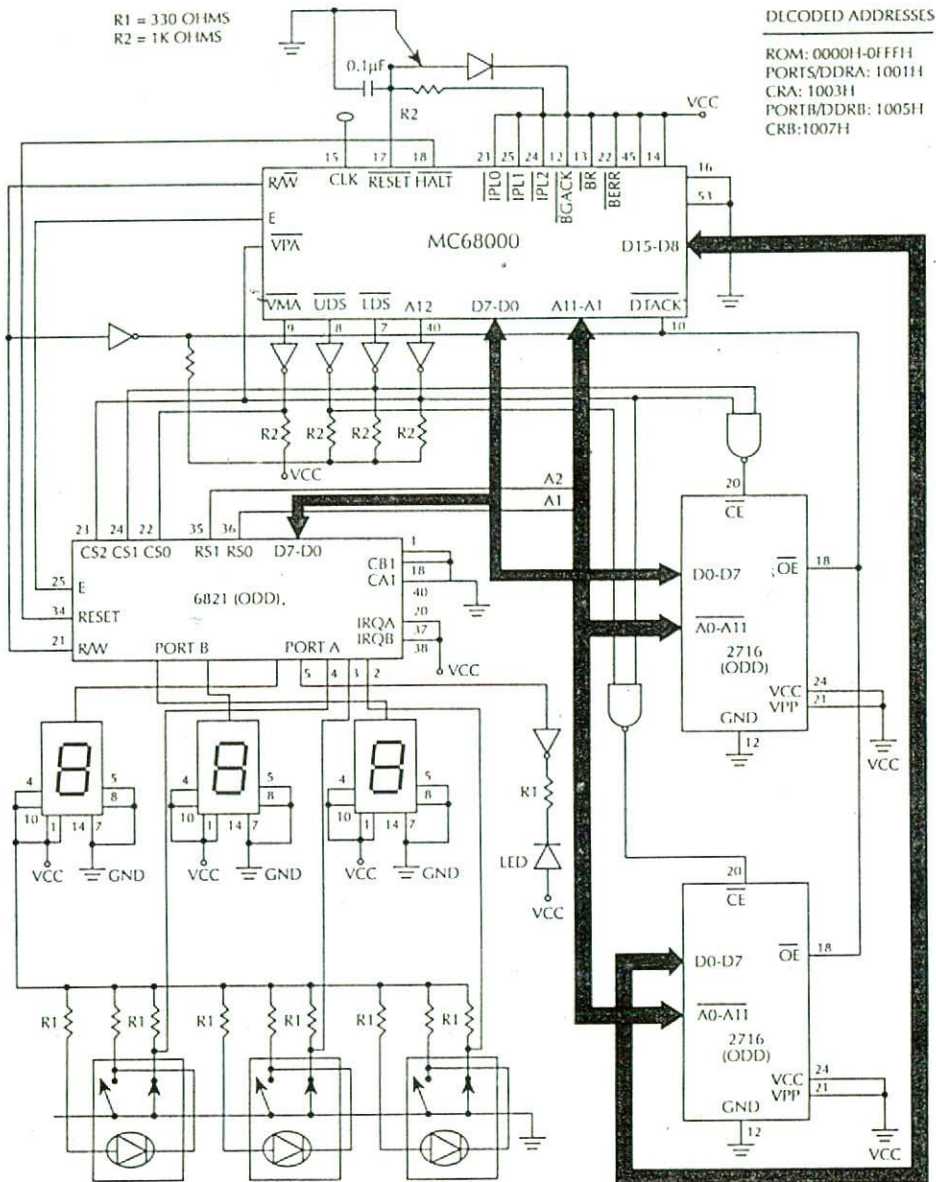 R1 = 330 OHMS
R2 = 1K OHMS
DECODED ADDRESSES
ROM: 0000H-0FFFH
PORTS/DDRA: 1001H
CRA: 1003H
PORTB/DDRB: 1005H
CRB:1007H
0.1µF
R2
VCC
15
17
18
23
25
24
12
13
22
45
14
16
53
R/W
CLK
RESET
HALT
IPL0
IPL1
IPL2
BGACK
BR
BERR
E
VPA
MC68000
D15-D8
VMA
UDS
LDS
A12
D7-D0
A11-A1
DTACK
9
8
7
40
10
R2
R2
R2
R2
VCC
A2
A1
20
CE
23
24
22
35
36
CS2
CS1
CS0
RS1
RS0
D7-D0
1
CB1
18
CA1
40
25
E
6821 (ODD)
20
34
RESET
IRQA
37
21
R/W
IRQB
38
PORT B
PORT A
5
4
3
2
VCC
D0-D7
OE
18
A0-A11
2716
(ODD)
VCC
24
VPP
21
GND
12
VCC
4
5
8
10
1
14
7
VCC
GND
4
5
8
10
1
14
7
VCC
GND
4
5
8
10
1
14
7
VCC
GND
R1
LED
VCC
20
CE
D0-D7
OE
18
A0-A11
2716
(ODD)
VCC
24
VPP
21
GND
12
VCC
R1
R1
R1
R1
R1
R1